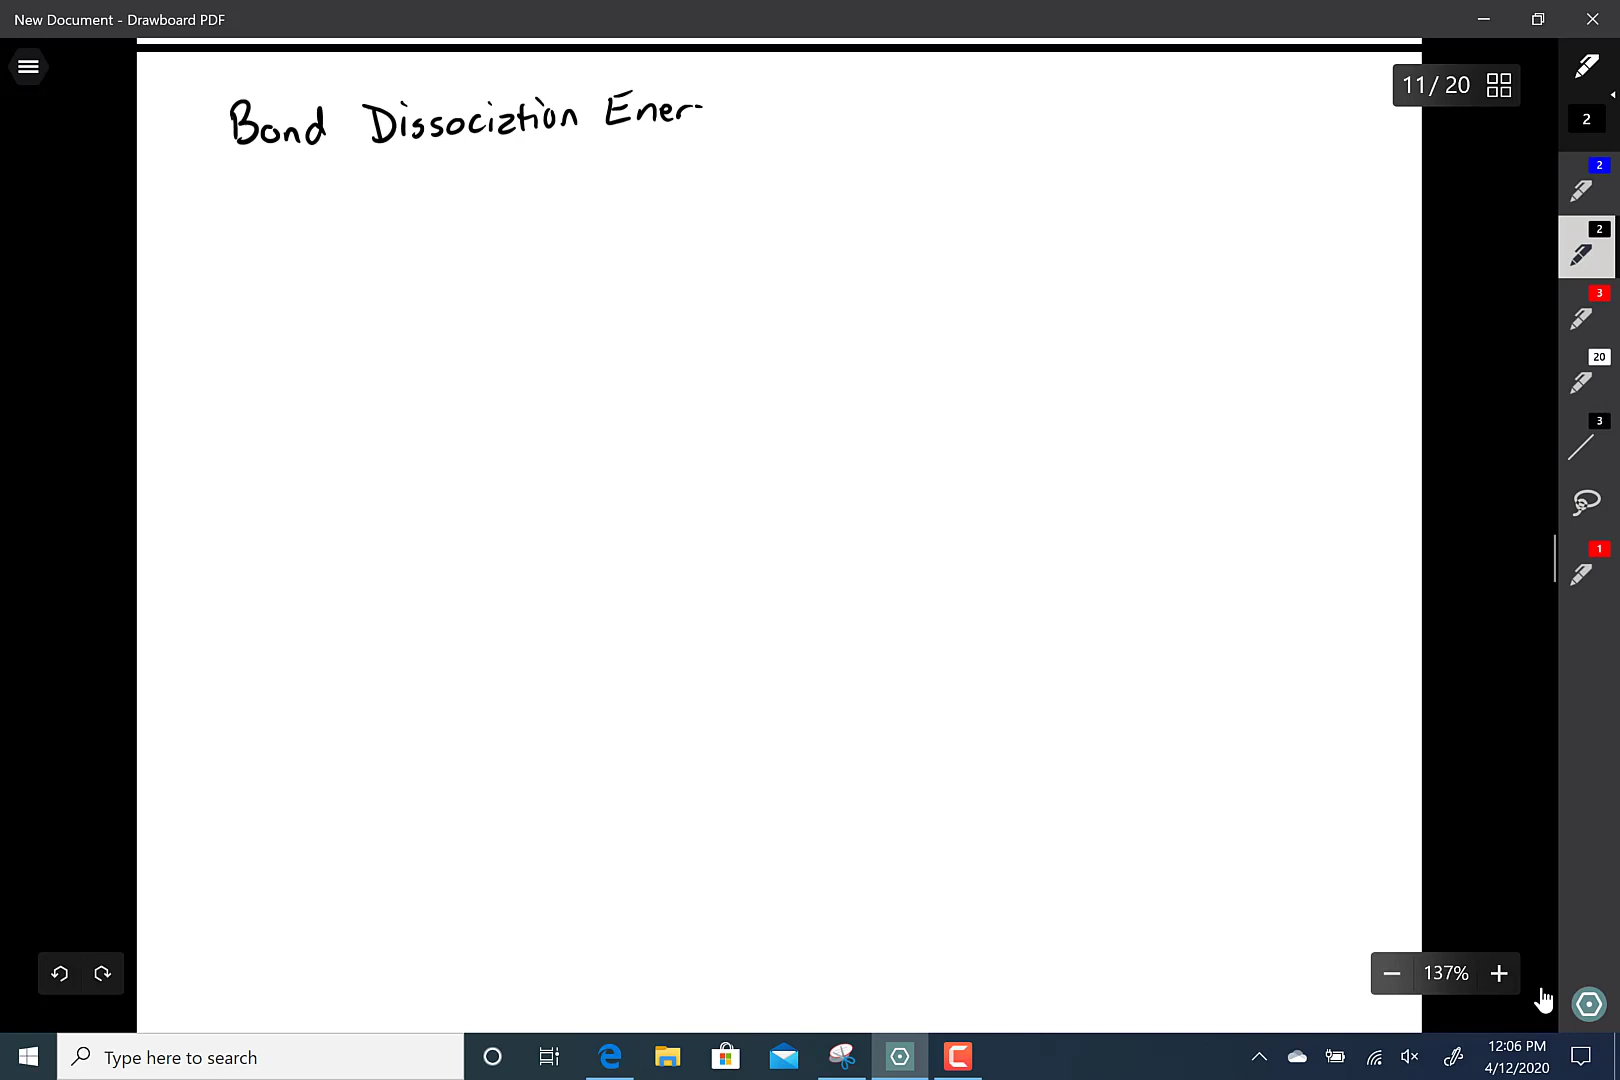 New Document - Drawboard PDF
11 / 20
2
Bond Dissociation Ener
2
2
3
20
3
1
137%
Type here to search
12:06 PM
4/12/2020